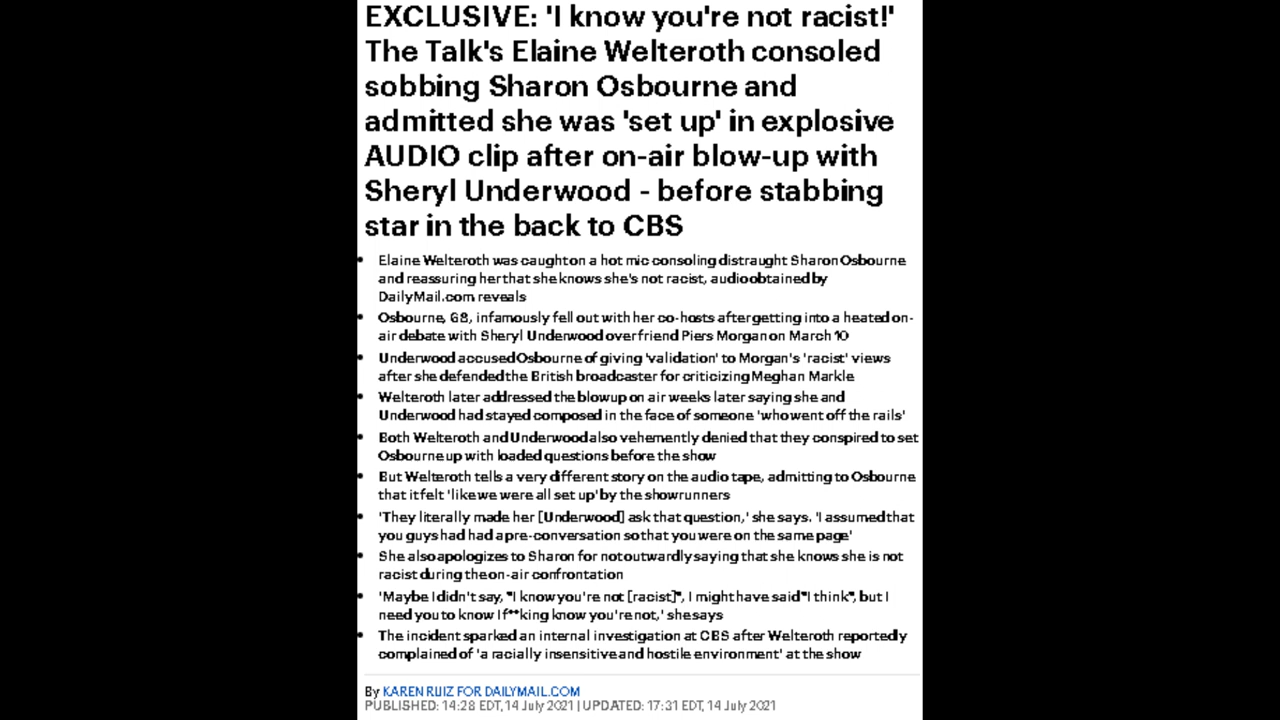 EXCLUSIVE: 'I know you're not racist!'
The Talk's Elaine Welteroth consoled
sobbing Sharon Osbourne and
admitted she was 'set up' in explosive
AUDIO clip after on-air blow-up with
Sheryl Underwood - before stabbing
star in the back to CBS
• Elaine Welteroth was caught on a hot mic consoling distraught Sharon Osbourne
and reassuring her that she knows she's not racist, audio obtained by
DailyMail.com reveals
• Osbourne, 68, infamously fell out with her co-hosts after getting into a heated on-
air debate with Sheryl Underwood over friend Piers Morgan on March 10
• Underwood accused Osbourne of giving 'validation' to Morgan's 'racist' views
after she defended the British broadcaster for criticizing Meghan Markle
• Welteroth later addressed the blowup on air weeks later saying she and
Underwood had stayed composed in the face of someone 'who went off the rails'
• Both Welteroth and Underwood also vehemently denied that they conspired to set
Osbourne up with loaded questions before the show
• But Welteroth tells a very different story on the audio tape, admitting to Osbourne
that it felt 'like we were all set up' by the showrunners
• 'They literally made her [Underwood] ask that question,' she says. 'I assumed that
you guys had had a pre-conversation so that you were on the same page'
• She also apologizes to Sharon for not outwardly saying that she knows she is not
racist during the on-air confrontation
• 'Maybe I didn't say, "I know you're not [racist]", I might have said "I think", but I
need you to know I f**king know you're not,' she says
• The incident sparked an internal investigation at CBS after Welteroth reportedly
complained of 'a racially insensitive and hostile environment' at the show
By KAREN RUIZ FOR DAILYMAIL.COM
PUBLISHED: 14:28 EDT, 14 July 2021 | UPDATED: 17:31 EDT, 14 July 2021